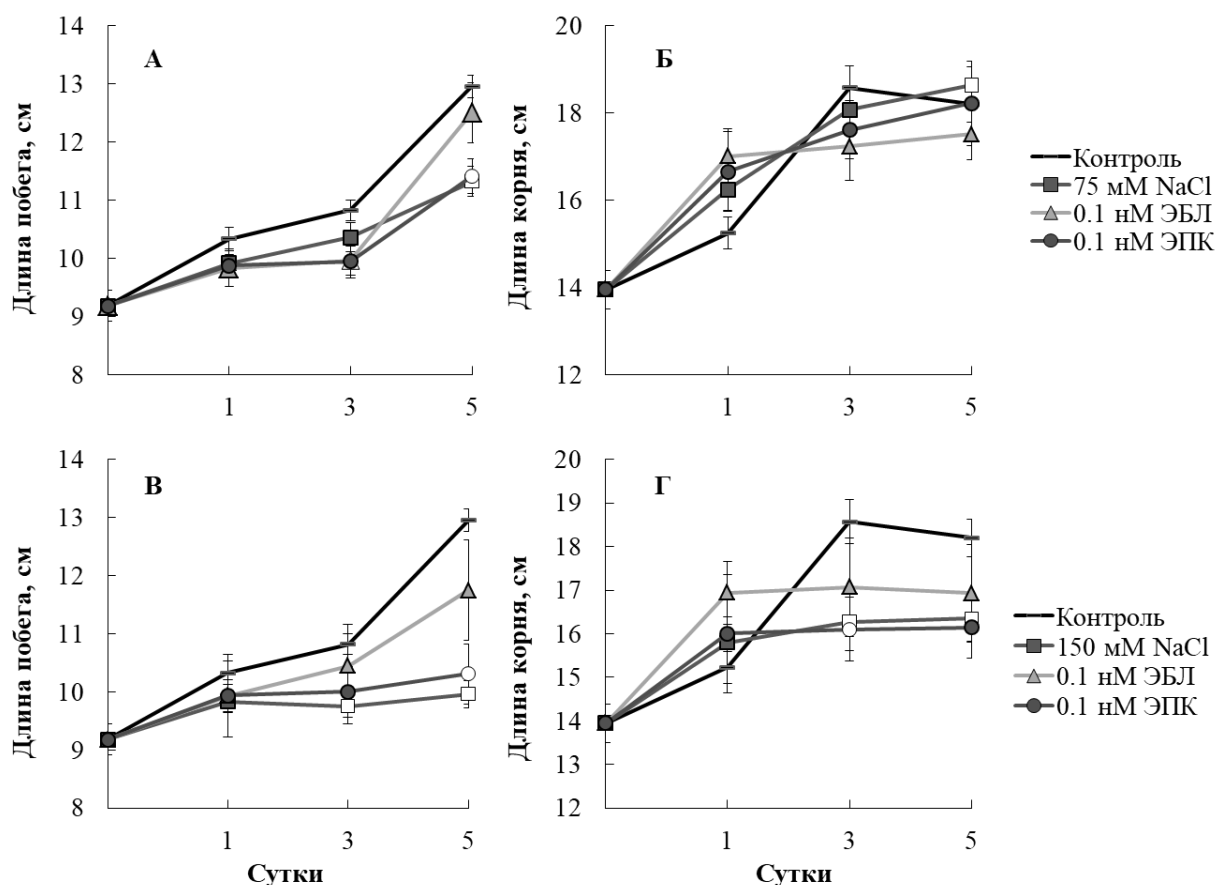 А
Длина побега, см
14
13
12
11
10
9
8
1
3
5
Б
Длина корня, см
20
18
16
14
12
1
3
5
Контроль
75 мМ NaCl
0.1 нМ ЭБЛ
0.1 нМ ЭПК
В
Длина побега, см
14
13
12
11
10
9
8
1
3
5
Сутки
Г
Длина корня, см
20
19
18
17
16
15
14
13
12
1
3
5
Сутки
Контроль
150 мМ NaCl
0.1 нМ ЭБЛ
0.1 нМ ЭПК